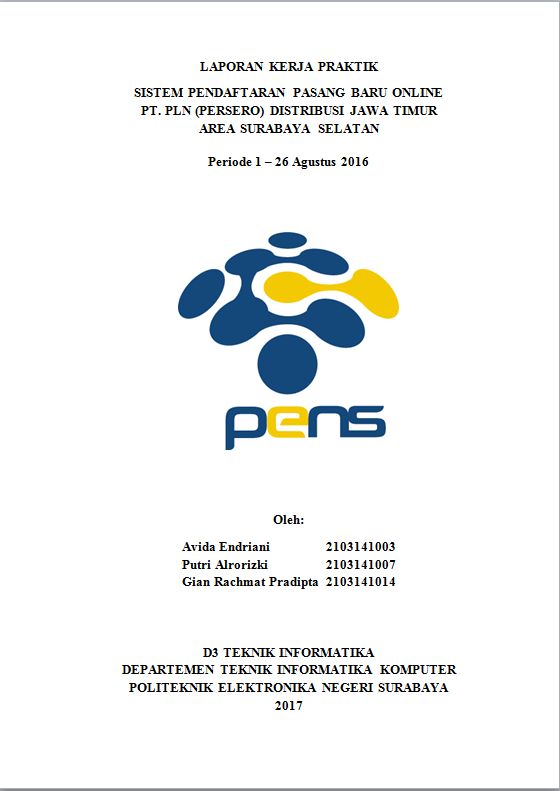 LAPORAN KERJA PRAKTIK
SISTEM PENDAFTARAN PASANG BARU ONLINE
PT. PLN (PERSERO) DISTRIBUSI JAWA TIMUR
AREA SURABAYA SELATAN
Periode 1 – 26 Agustus 2016
pens
Oleh:
Avida Endriani 2103141003
Putri Alrorizki 2103141007
Gian Rachmat Pradipta 2103141014
D3 TEKNIK INFORMATIKA
DEPARTEMEN TEKNIK INFORMATIKA KOMPUTER
POLITEKNIK ELEKTRONIKA NEGERI SURABAYA
2017